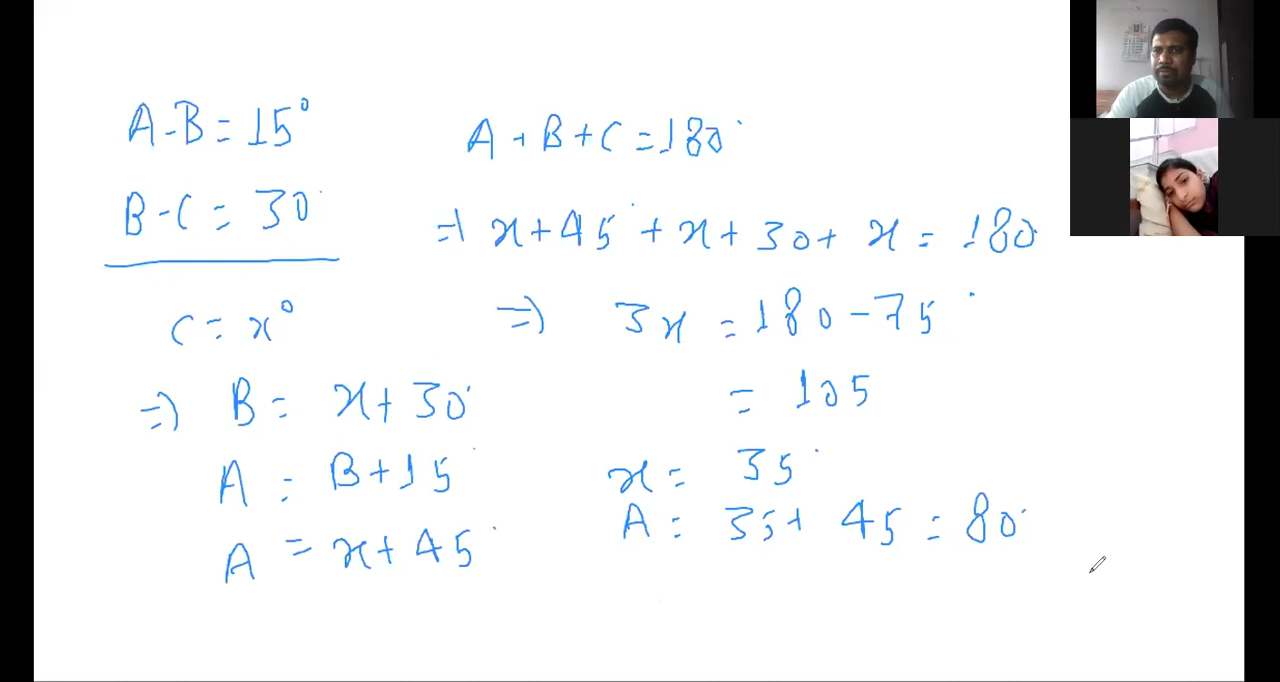 A-B=15°
B-C=30°
C=x°
=) B= x+30°
A = B+15°
A = x+45°
A+B+C=180°
=) x+45°+x+30+x=180
=) 3x=180-75°
= 105
x= 35°
A= 35+45=80°